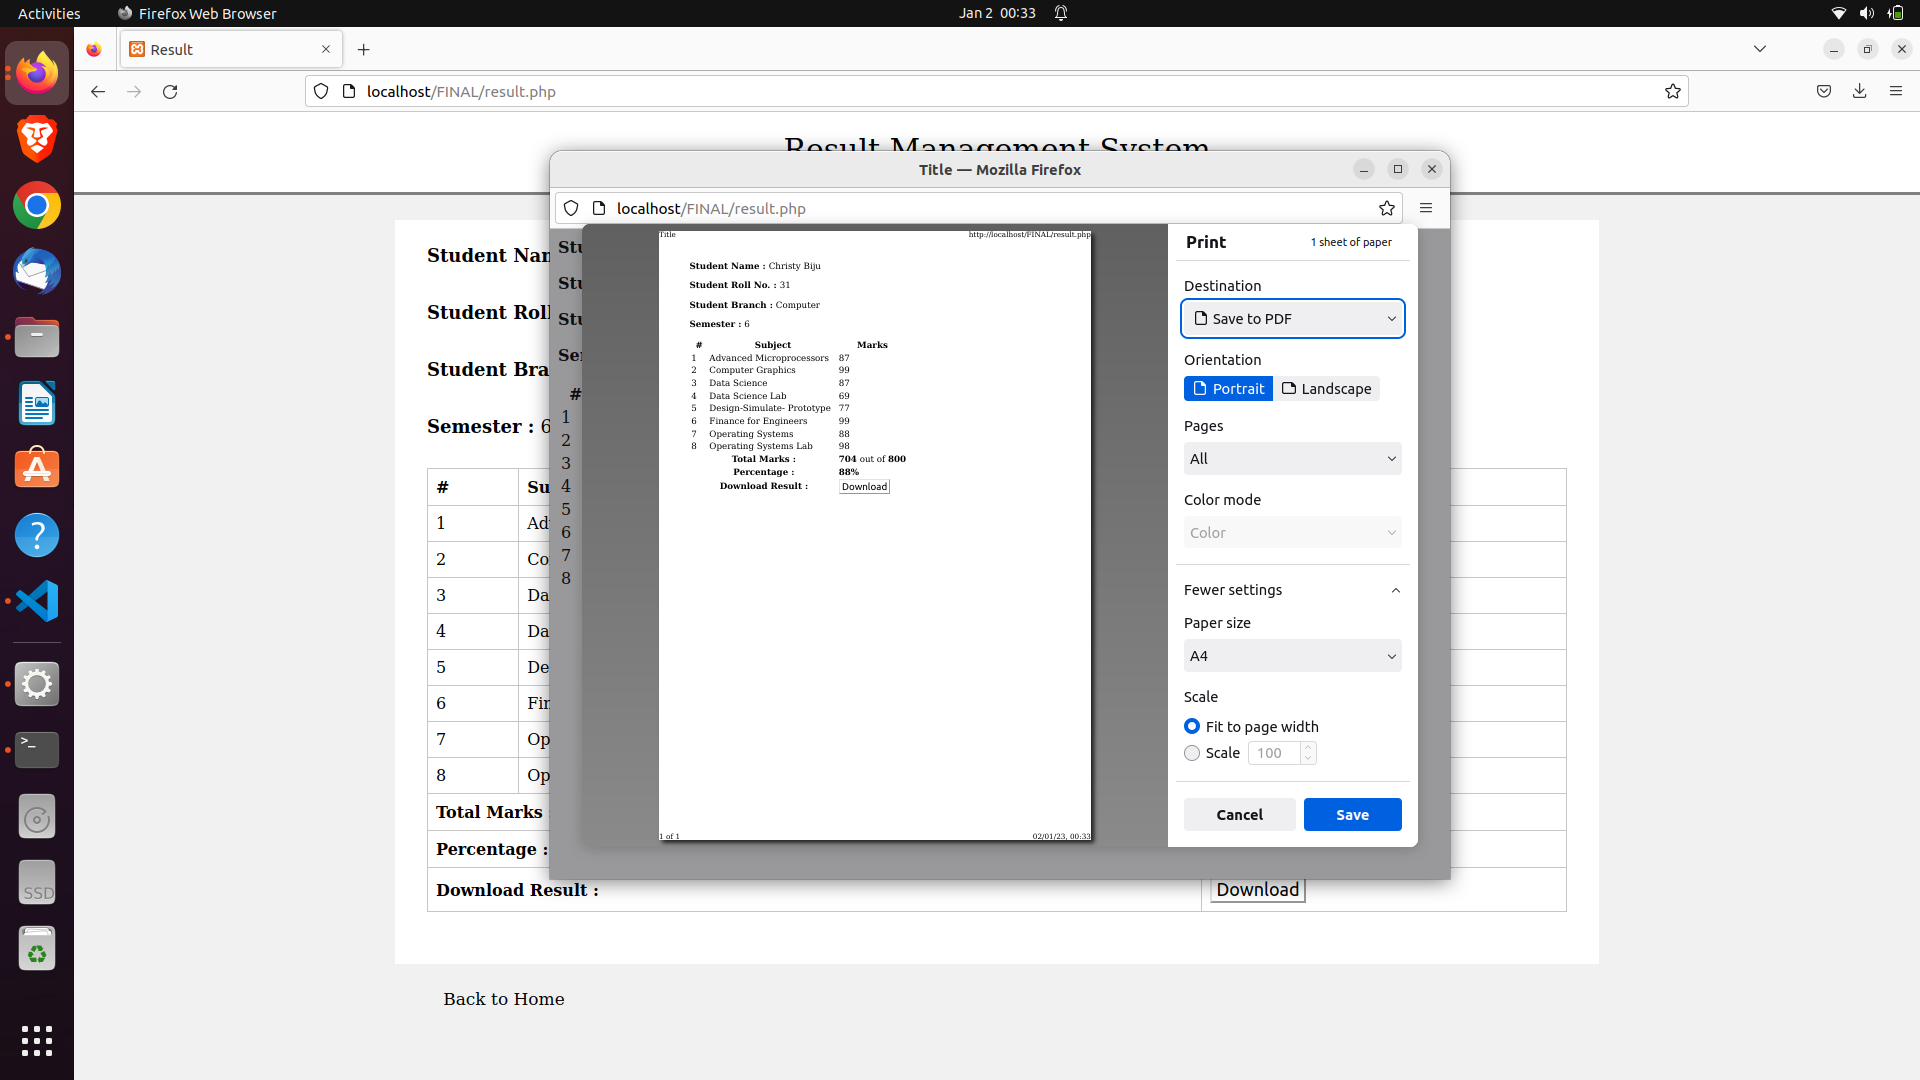 Activities Firefox Web Browser Jan 2 00:33
Result
localhost/FINAL/result.php
Result Management System
Title — Mozilla Firefox
localhost/FINAL/result.php
Title http://localhost/FINAL/result.php
Student Name : Christy Biju
Student Roll No. : 31
Student Branch : Computer
Semester : 6
# Subject Marks
1 Advanced Microprocessors 87
2 Computer Graphics 99
3 Data Science 87
4 Data Science Lab 69
5 Design-Simulate- Prototype 77
6 Finance for Engineers 99
7 Operating Systems 88
8 Operating Systems Lab 98
Total Marks : 704 out of 800
Percentage : 88%
Download Result : Download
1 of 1 02/01/23, 00:33
Print 1 sheet of paper
Destination
Save to PDF
Orientation
Portrait Landscape
Pages
All
Color mode
Color
Fewer settings
Paper size
A4
Scale
Fit to page width
Scale 100
Cancel Save
Stu
Stu
Stu
Se
#
1
2
3
4
5
6
7
8
Student Nan
Student Roll
Student Bra
Semester : 6
# Su
1 Ad
2 Co
3 Da
4 Da
5 De
6 Fin
7 Op
8 Op
Total Marks :
Percentage :
Download Result : Download
Back to Home
>_
?
SSD